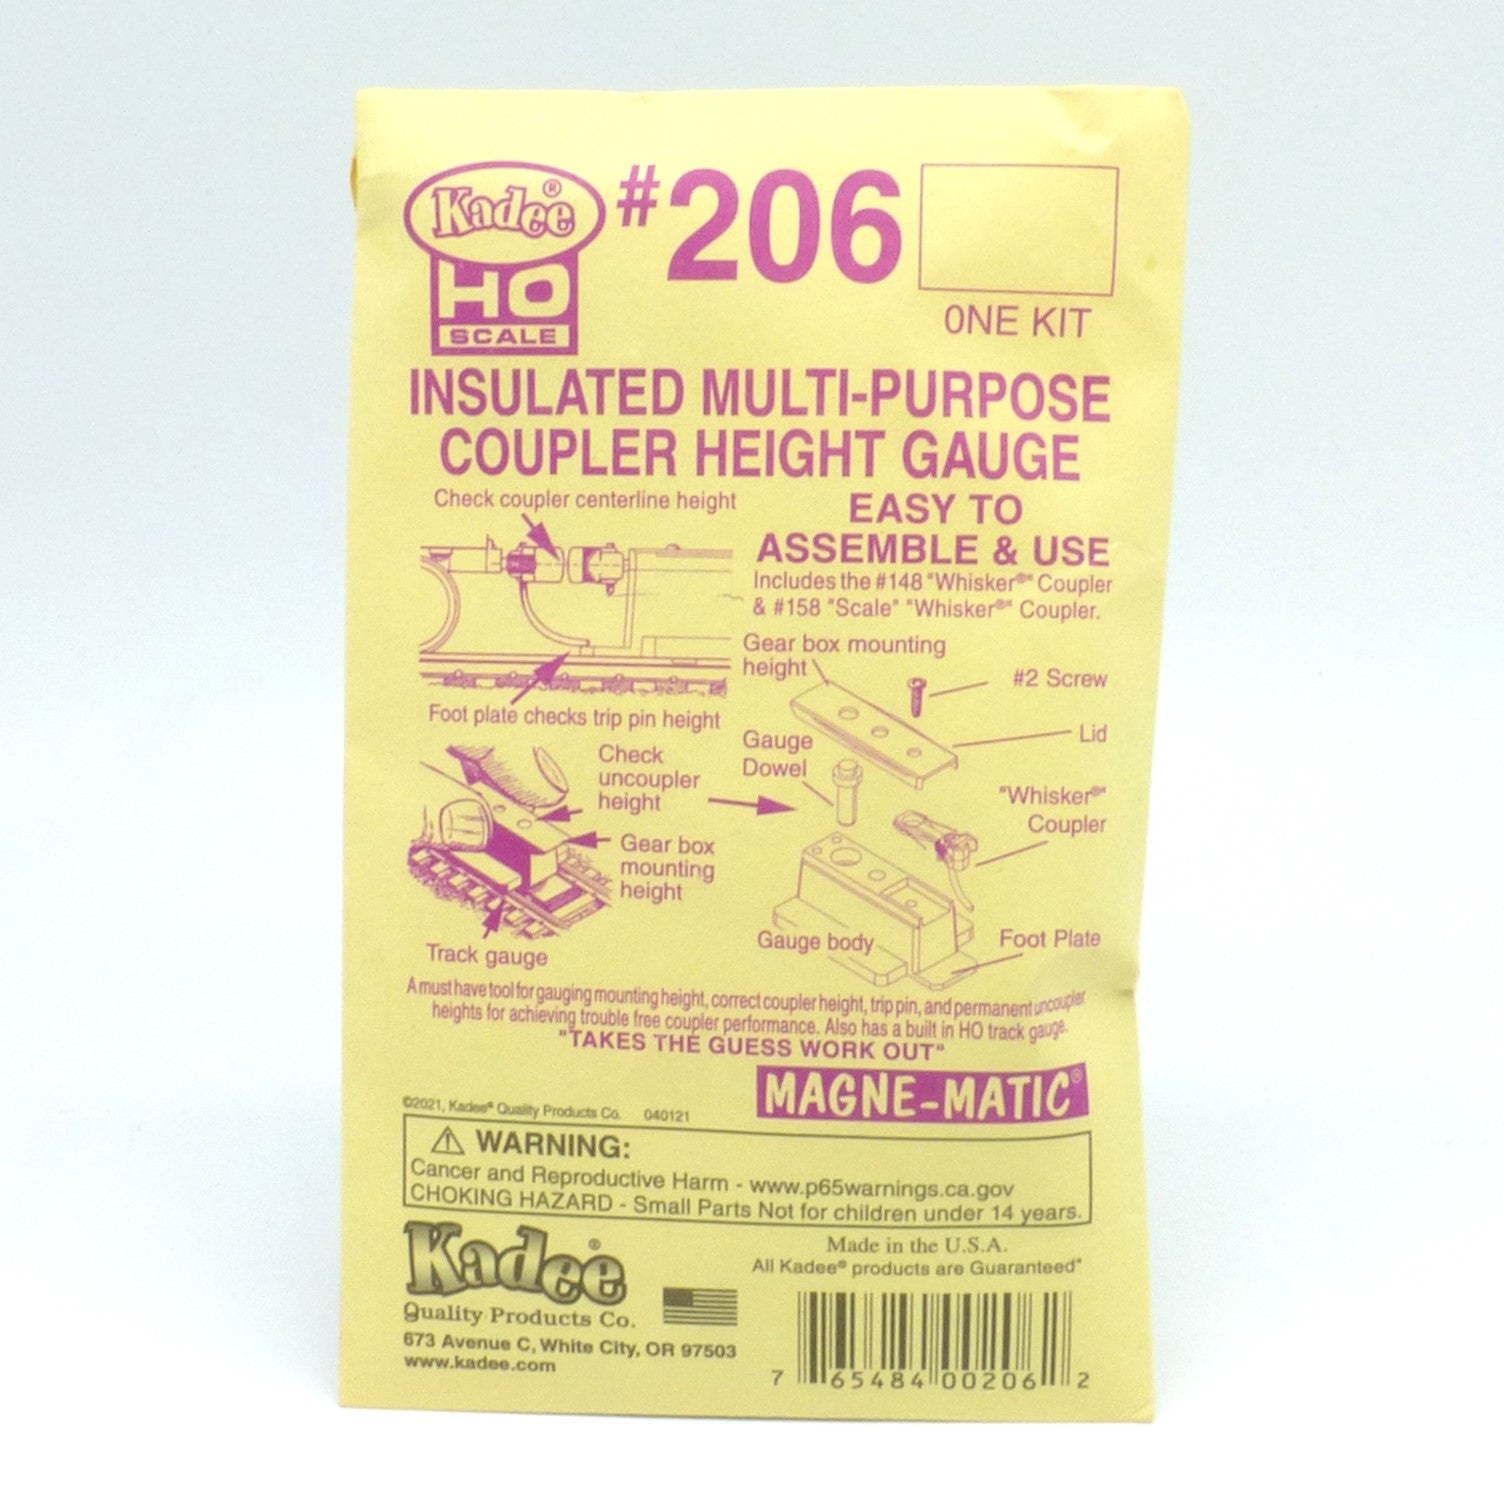 Kadee®
HO
SCALE
#206
ONE KIT
INSULATED MULTI-PURPOSE
COUPLER HEIGHT GAUGE
Check coupler centerline height
EASY TO
ASSEMBLE & USE
Includes the #148 "Whisker®" Coupler
& #158 "Scale" "Whisker®" Coupler.
Foot plate checks trip pin height
Gear box mounting
height
#2 Screw
Lid
Gauge
Dowel
"Whisker®"
Coupler
Gauge body
Foot Plate
Check
uncoupler
height
Gear box
mounting
height
Track gauge
A must have tool for gauging mounting height, correct coupler height, trip pin, and permanent uncoupler
heights for achieving trouble free coupler performance. Also has a built in HO track gauge.
"TAKES THE GUESS WORK OUT"
MAGNE-MATIC®
©2021, Kadee® Quality Products Co. 040121
WARNING:
Cancer and Reproductive Harm - www.p65warnings.ca.gov
CHOKING HAZARD - Small Parts Not for children under 14 years.
Kadee®
Quality Products Co.
673 Avenue C, White City, OR 97503
www.kadee.com
Made in the U.S.A.
All Kadee® products are Guaranteed"
7 65484 00206 2